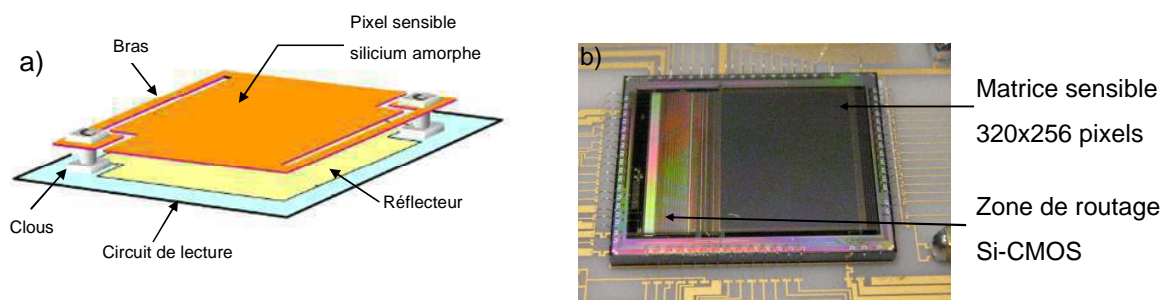 a)
Pixel sensible
silicium amorphe
Bras
Réflecteur
Clous
Circuit de lecture
b)
Matrice sensible
320x256 pixels
Zone de routage
Si-CMOS